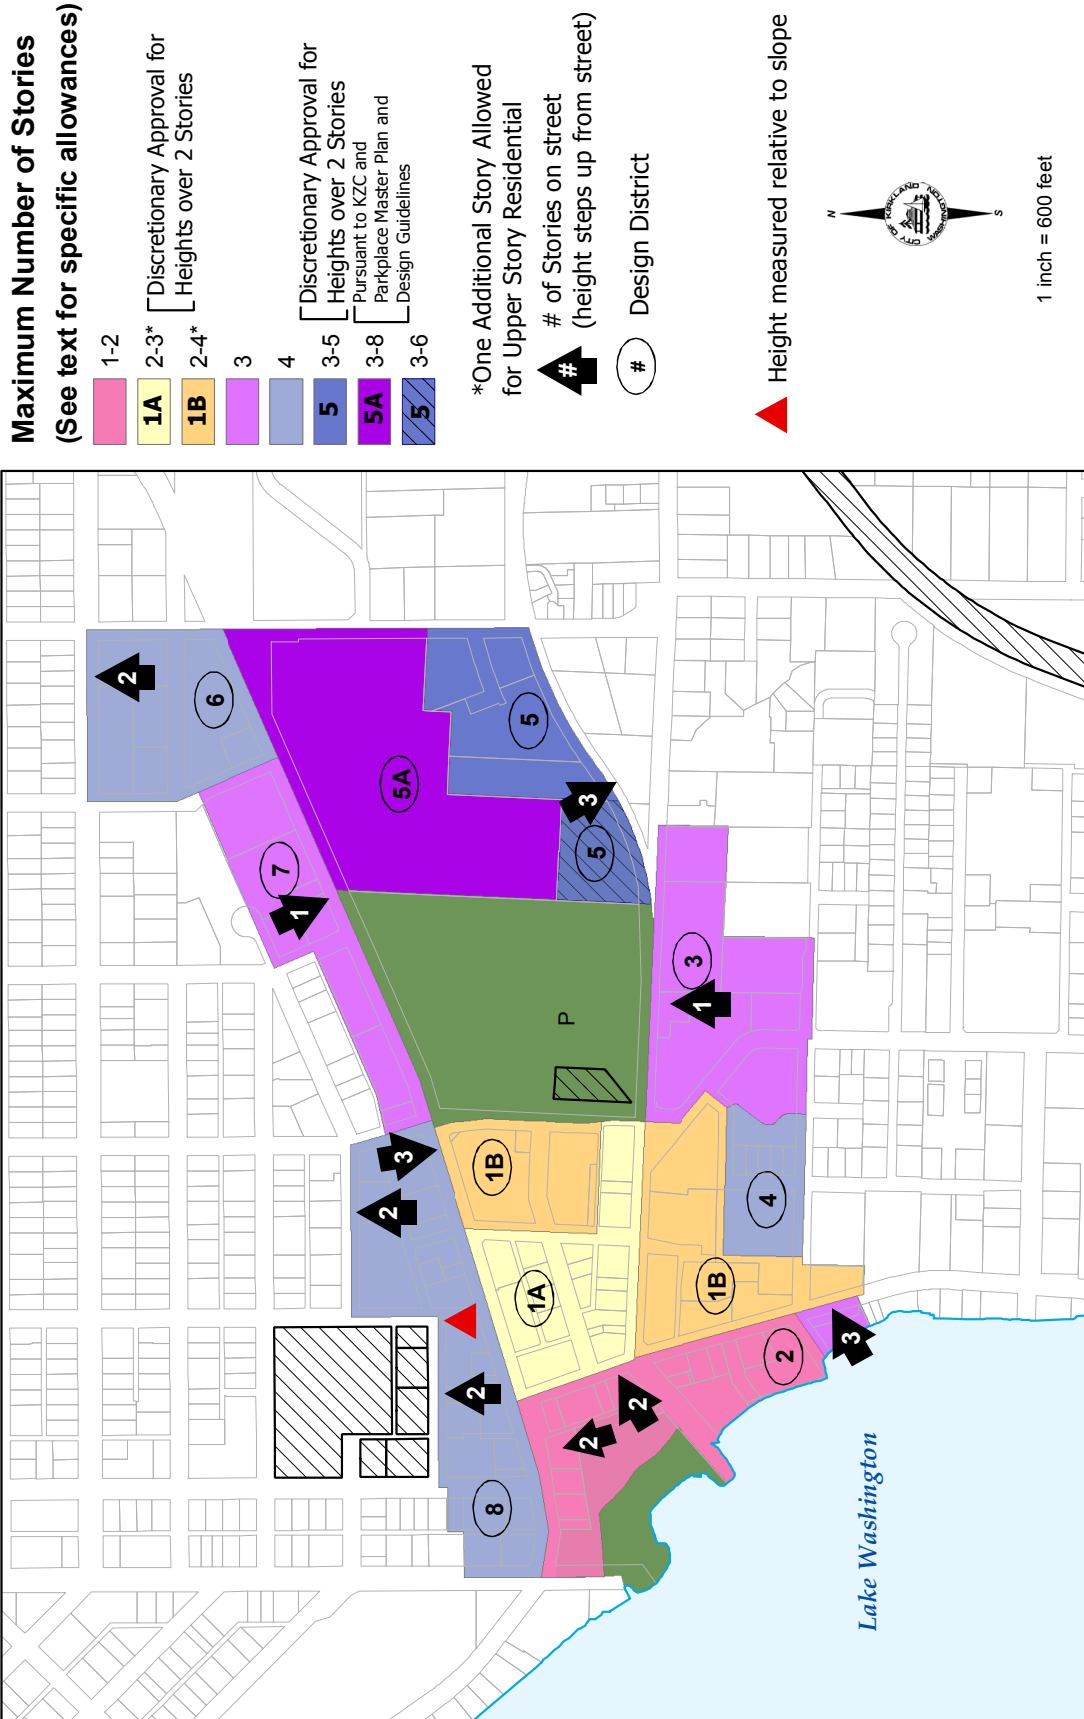 Maximum Number of Stories
(See text for specific allowances)
1-2
1A 2-3*
1B 2-4*
Discretionary Approval for
Heights over 2 Stories
3
4
5 3-5
Discretionary Approval for
Heights over 2 Stories
5A 3-8
Pursuant to KZC and
Parkplace Master Plan and
Design Guidelines
5 3-6
*One Additional Story Allowed
for Upper Story Residential
# # of Stories on street
(height steps up from street)
# Design District
Height measured relative to slope
N
CITY OF KIRKLAND
WASHINGTON
S
1 inch = 600 feet
2
6
7
1
5A
5
3
5
3
1
P
3
2
1B
1A
1B
4
2
8
2
2
2
3
Lake Washington